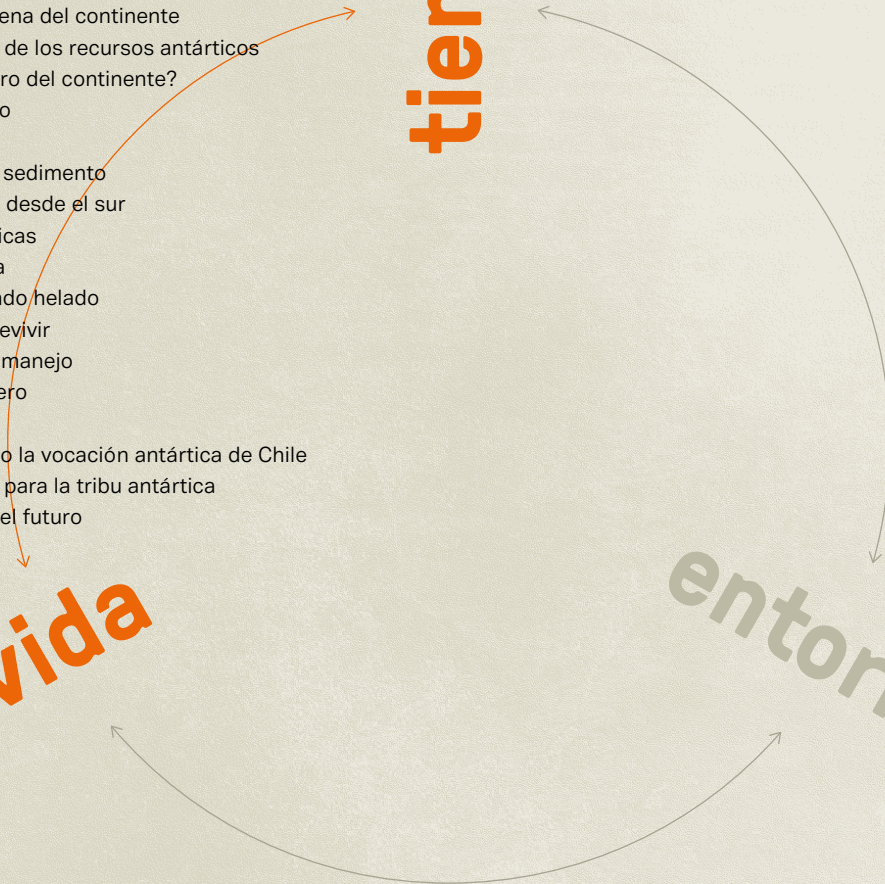 ena del continente
de los recursos antárticos
ro del continente?
o
sedimento
desde el sur
icas
a
ado helado
evivir
manejo
ero
o la vocación antártica de Chile
para la tribu antártica
el futuro
tier
vida
entor